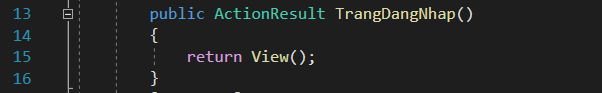 13 public ActionResult TrangDangNhap()
14 {
15 return View();
16 }